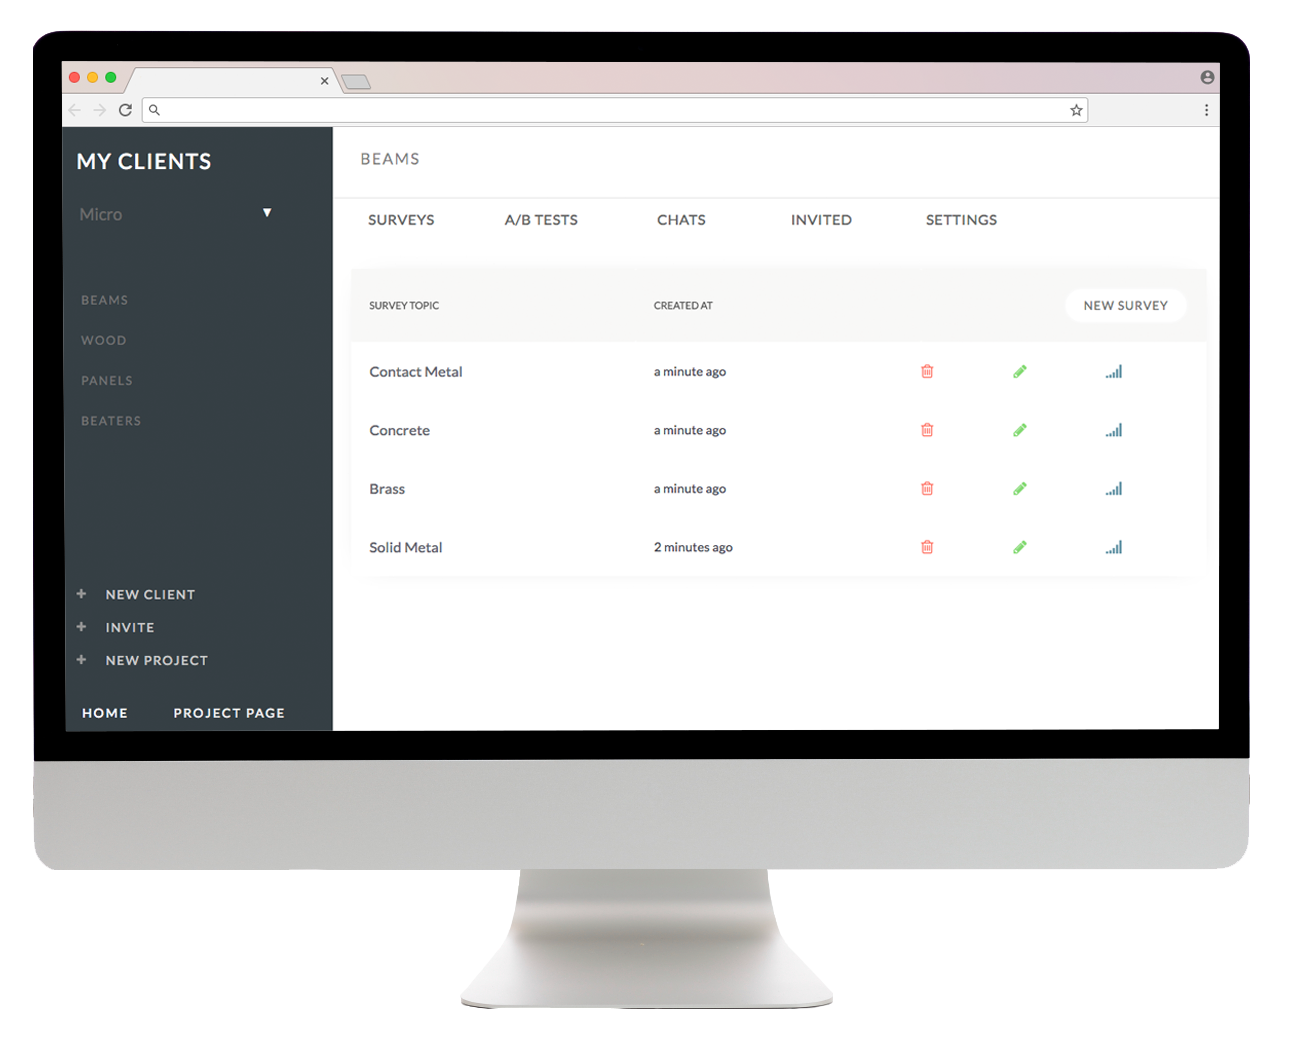 MY CLIENTS
Micro
BEAMS
WOOD
PANELS
BEATERS
NEW CLIENT
INVITE
NEW PROJECT
HOME PROJECT PAGE
BEAMS
SURVEYS A/B TESTS CHATS INVITED SETTINGS
SURVEY TOPIC CREATED AT NEW SURVEY
Contact Metal a minute ago
Concrete a minute ago
Brass a minute ago
Solid Metal 2 minutes ago